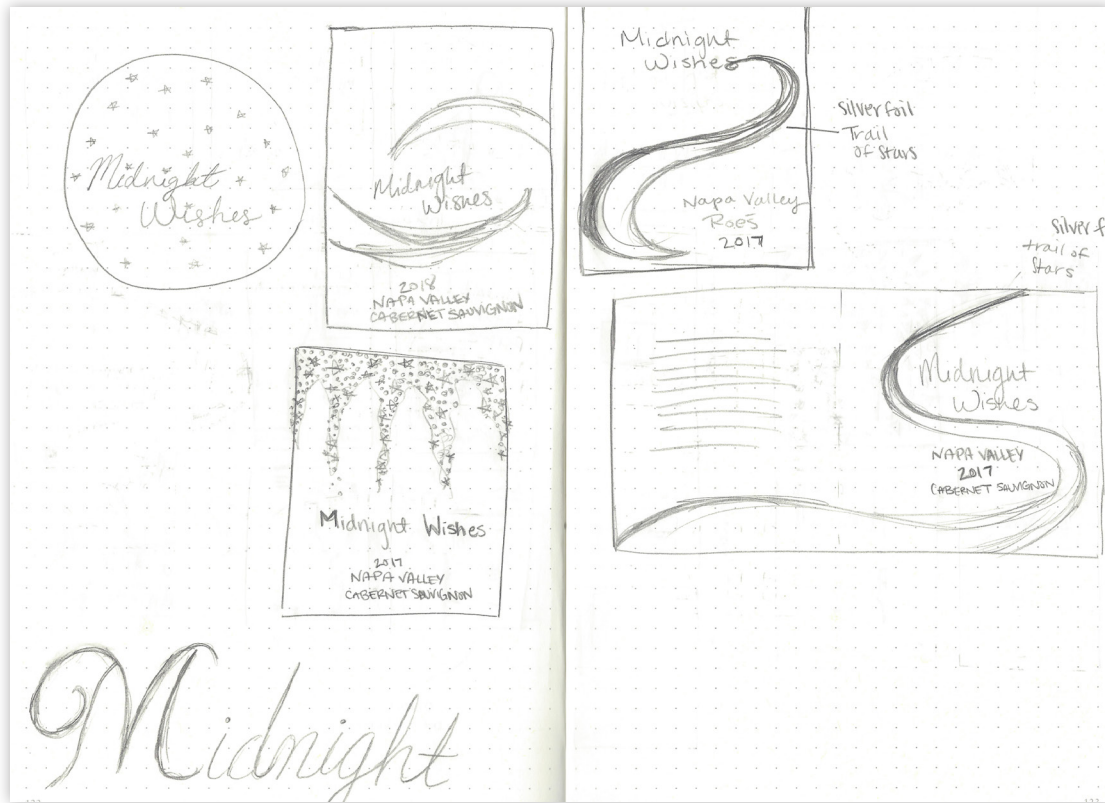 Midnight
Wishes
Midnight
Wishes
2018
NAPA VALLEY
CABERNET SAUVIGNON
Midnight Wishes
2017
NAPA VALLEY
CABERNET SAUVIGNON
Midnight
Midnight
Wishes
Silver foil
Trail
of Stars
Napa Valley
Roés
2017
Silver f
trail of
Stars
Midnight
Wishes
NAPA VALLEY
2017
CABERNET SAUVIGNON